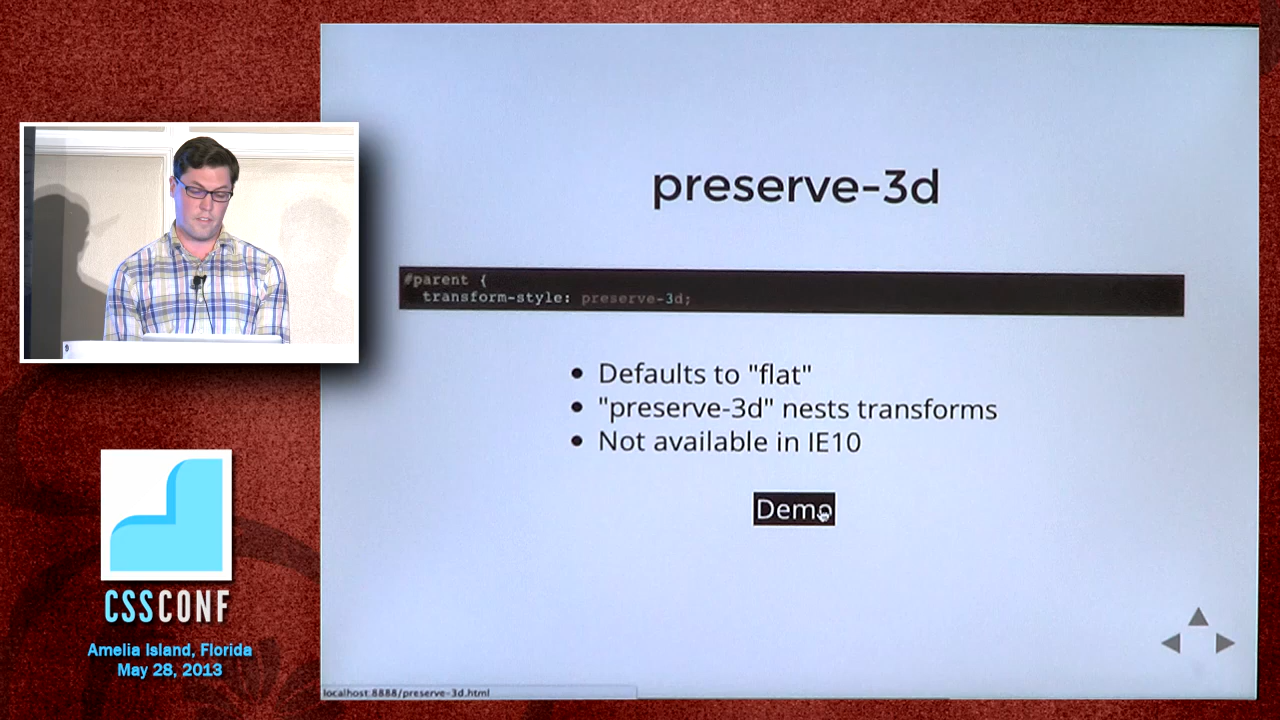 preserve-3d
#parent {
transform-style: preserve-3d;
Defaults to "flat"
"preserve-3d" nests transforms
Not available in IE10
Demo
CSSCONF
Amelia Island, Florida
May 28, 2013
localhost:8888/preserve-3d.html